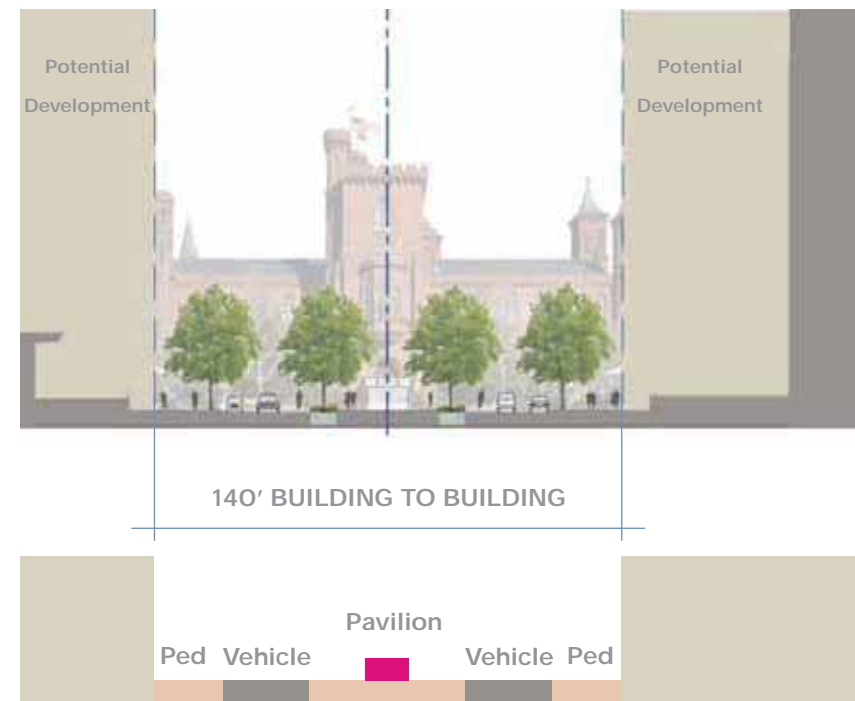 Potential
Development
Potential
Development
140' BUILDING TO BUILDING
Pavilion
Ped Vehicle Vehicle Ped